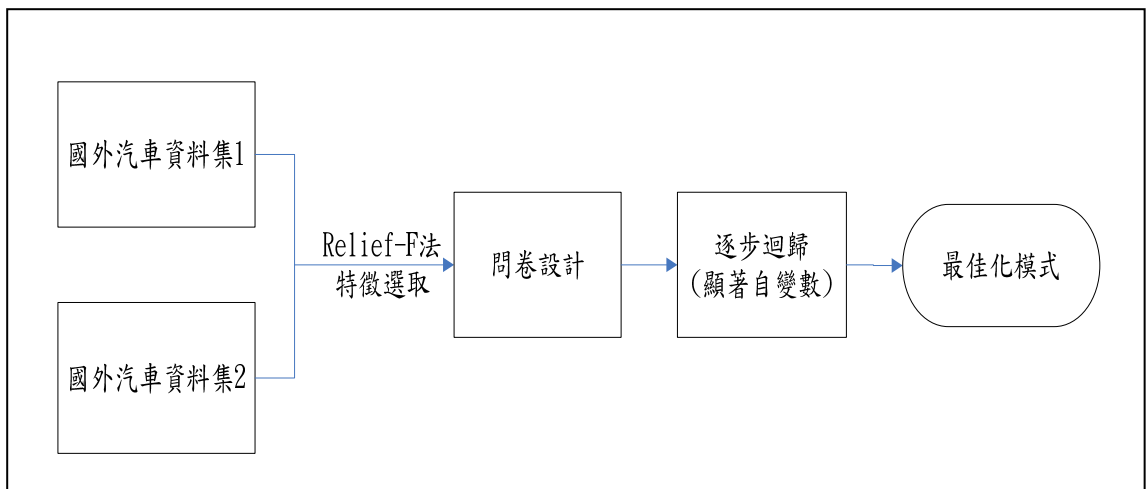 國外汽車資料集1
國外汽車資料集2
Relief-F法
特徵選取
問卷設計
逐步迴歸
(顯著自變數)
最佳化模式